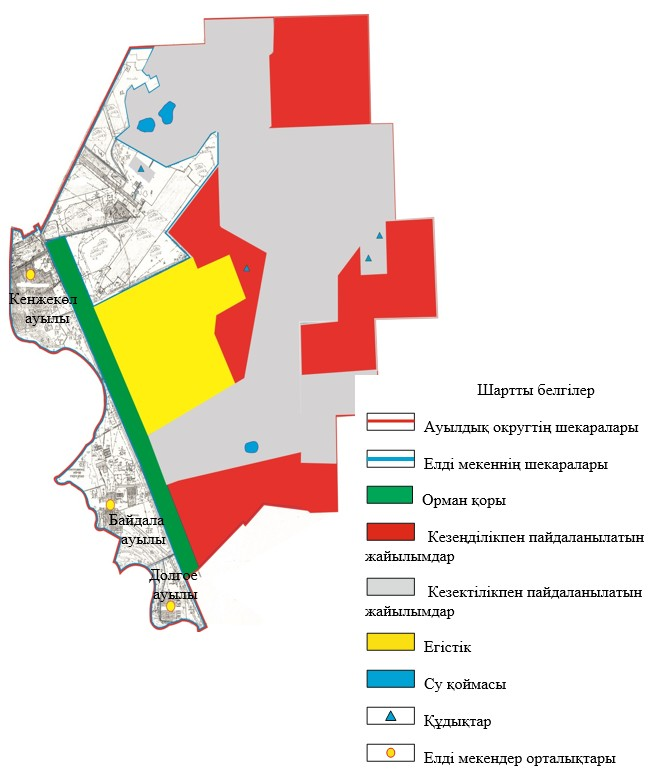 Кенжекөл
ауылы
Байдала
ауылы
Долгое
ауылы
Шартты белгілер
Ауылдық округтің шекаралары
Елді мекеннің шекаралары
Орман қоры
Кезеңділікпен пайдаланылатын
жайылымдар
Кезектілікпен пайдаланылатын
жайылымдар
Егістік
Су қоймасы
Құдықтар
Елді мекендер орталықтары